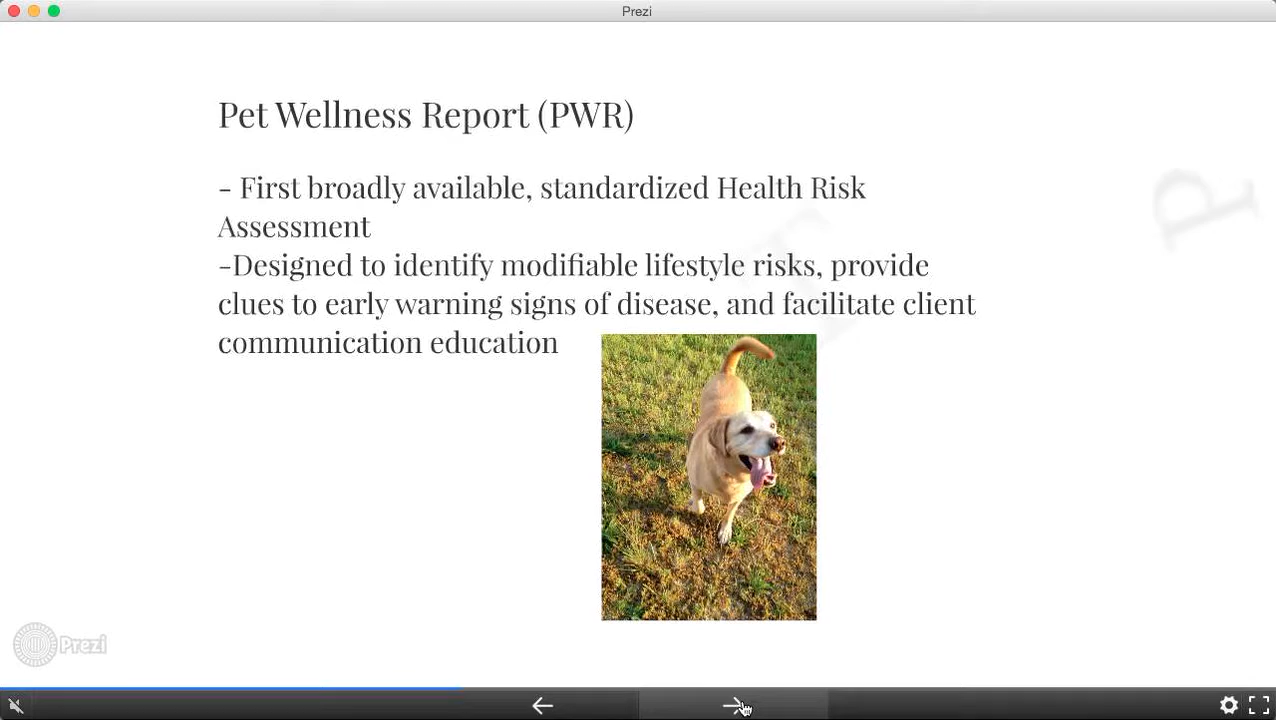 Prezi
Pet Wellness Report (PWR)
- First broadly available, standardized Health Risk
Assessment
-Designed to identify modifiable lifestyle risks, provide
clues to early warning signs of disease, and facilitate client
communication education
T
P
Prezi